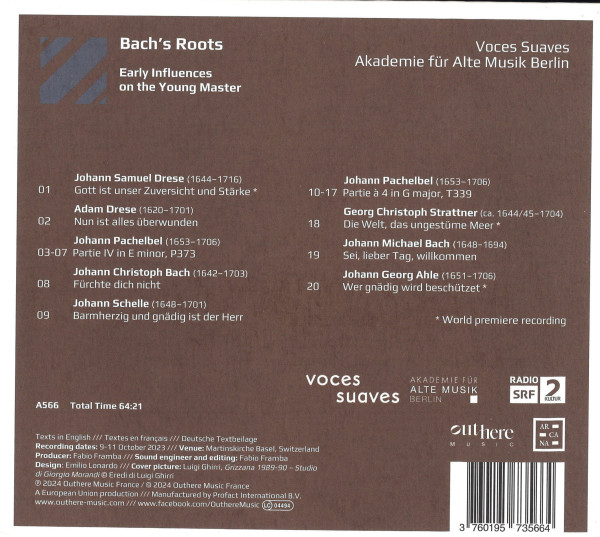 Bach's Roots
Early Influences
on the Young Master
Voces Suaves
Akademie für Alte Musik Berlin
Johann Samuel Drese (1644–1716)
01 Gott ist unser Zuversicht und Stärke *
Adam Drese (1620–1701)
02 Nun ist alles überwunden
Johann Pachelbel (1653–1706)
03-07 Partie IV in E minor, P373
Johann Christoph Bach (1642–1703)
08 Fürchte dich nicht
Johann Schelle (1648–1701)
09 Barmherzig und gnädig ist der Herr
Johann Pachelbel (1653–1706)
10-17 Partie à 4 in G major, T339
Georg Christoph Strattner (ca. 1644/45–1704)
18 Die Welt, das ungestüme Meer *
Johann Michael Bach (1648–1694)
19 Sei, lieber Tag, willkommen
Johann Georg Ahle (1651–1706)
20 Wer gnädig wird beschützet *
* World premiere recording
voces
suaves
AKADEMIE FÜR
ALTE MUSIK
BERLIN
RADIO
SRF 2
KULTUR
A566 Total Time 64:21
outhere
MUSIC
AR
CA
NA
Texts in English /// Textes en français /// Deutsche Textbeilage
Recording dates: 9-11 October 2023 /// Venue: Martinskirche Basel, Switzerland
Producer: Fabio Framba /// Sound engineer and editing: Fabio Framba
Design: Emilio Lonardo /// Cover picture: Luigi Ghirri, Grizzana 1989-90 – Studio
di Giorgio Morandi © Eredi di Luigi Ghirri
℗ 2024 Outhere Music France / © 2024 Outhere Music France
A European Union production /// Manufactured by Profact International B.V.
www.outhere-music.com /// www.facebook.com/OuthereMusic LC 04494
3 760195 735664